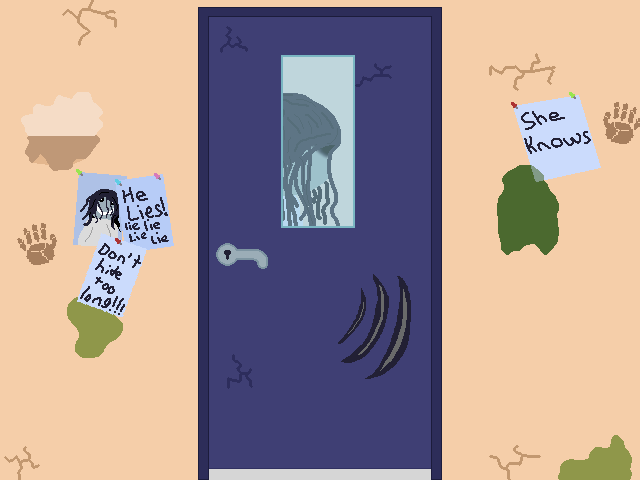 He
Lies!
lie lie
Lie lie
Don't
hide
too
long!!!
She
Knows